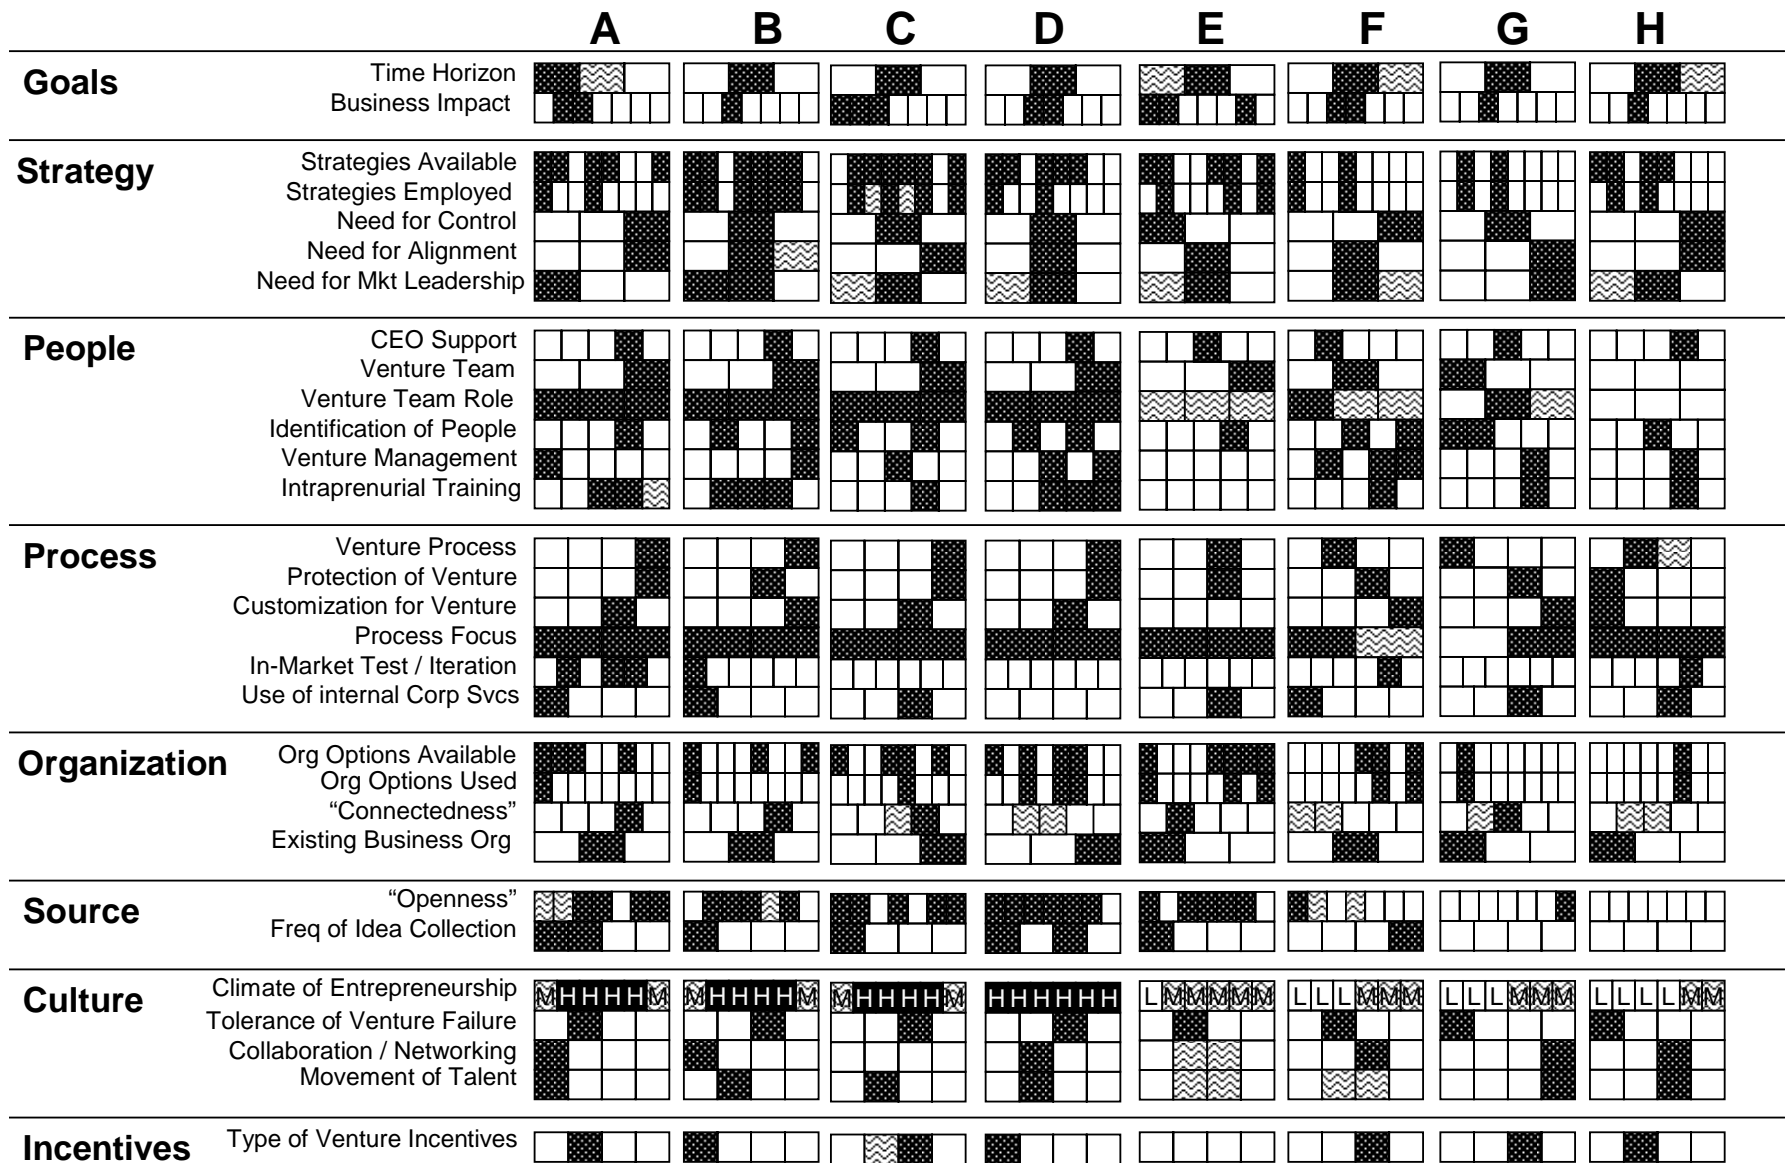 A B C D E F G H
Goals Time Horizon
Business Impact
Strategy Strategies Available
Strategies Employed
Need for Control
Need for Alignment
Need for Mkt Leadership
People CEO Support
Venture Team
Venture Team Role
Identification of People
Venture Management
Intraprenurial Training
Process Venture Process
Protection of Venture
Customization for Venture
Process Focus
In-Market Test / Iteration
Use of internal Corp Svcs
Organization Org Options Available
Org Options Used
“Connectedness”
Existing Business Org
Source “Openness”
Freq of Idea Collection
Culture Climate of Entrepreneurship M H H H H M M H H H H M M H H H H M H H H H H H L M M M M M L L L M M M L L L M M M L L L L M M
Tolerance of Venture Failure
Collaboration / Networking
Movement of Talent
Incentives Type of Venture Incentives